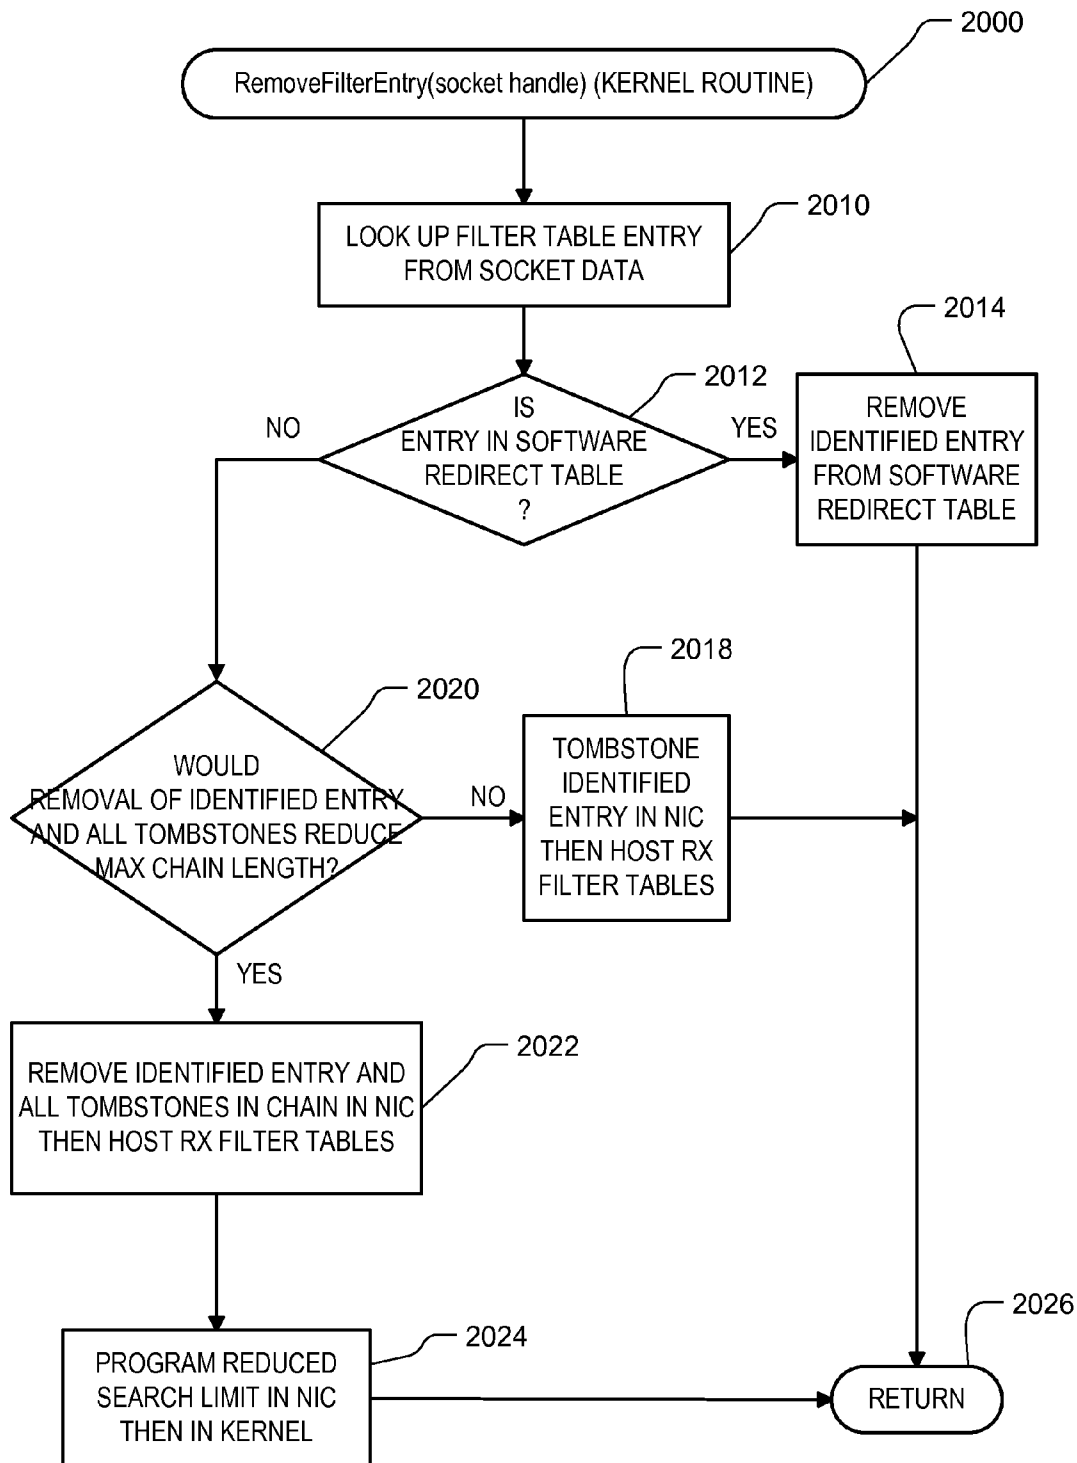 2000
RemoveFilterEntry(socket handle) (KERNEL ROUTINE)
2010
LOOK UP FILTER TABLE ENTRY
FROM SOCKET DATA
2014
2012
IS
ENTRY IN SOFTWARE
REDIRECT TABLE
?
NO
YES
REMOVE
IDENTIFIED ENTRY
FROM SOFTWARE
REDIRECT TABLE
2018
2020
WOULD
REMOVAL OF IDENTIFIED ENTRY
AND ALL TOMBSTONES REDUCE
MAX CHAIN LENGTH?
NO
TOMBSTONE
IDENTIFIED
ENTRY IN NIC
THEN HOST RX
FILTER TABLES
YES
2022
REMOVE IDENTIFIED ENTRY AND
ALL TOMBSTONES IN CHAIN IN NIC
THEN HOST RX FILTER TABLES
2024
PROGRAM REDUCED
SEARCH LIMIT IN NIC
THEN IN KERNEL
2026
RETURN